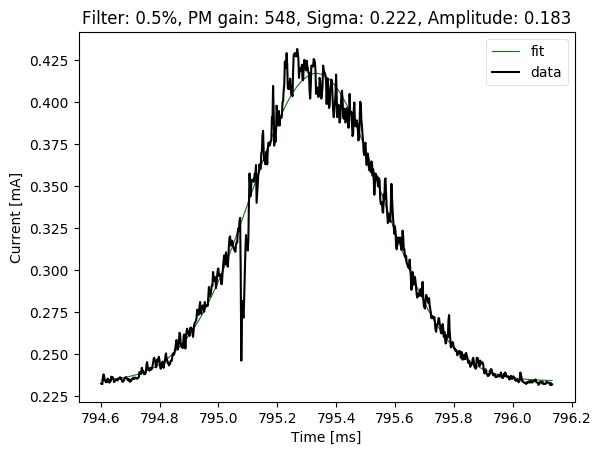 Filter: 0.5%, PM gain: 548, Sigma: 0.222, Amplitude: 0.183
fit
data
0.425
0.400
0.375
0.350
0.325
0.300
0.275
0.250
0.225
Current [mA]
794.6 794.8 795.0 795.2 795.4 795.6 795.8 796.0 796.2
Time [ms]